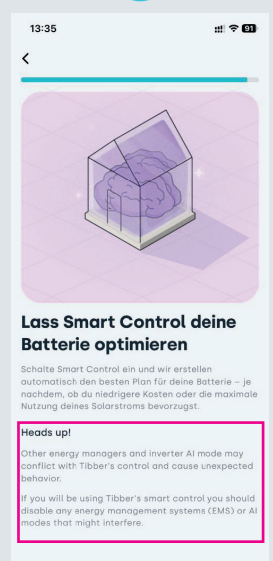 13:35
91
Lass Smart Control deine
Batterie optimieren
Schalte Smart Control ein und wir erstellen
automatisch den besten Plan für deine Batterie – je
nachdem, ob du niedrigere Kosten oder die maximale
Nutzung deines Solarstroms bevorzugst.
Heads up!
Other energy managers and inverter AI mode may
conflict with Tibber's control and cause unexpected
behavior.
If you will be using Tibber's smart control you should
disable any energy management systems (EMS) or AI
modes that might interfere.